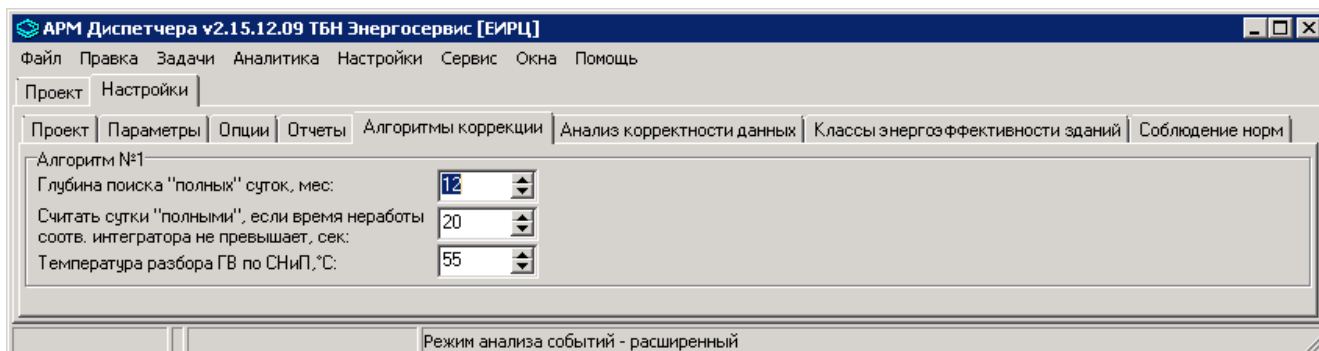 АРМ Диспетчера v2.15.12.09 ТБН Энергосервис [ЕИРЦ]
Файл Правка Задачи Аналитика Настройки Сервис Окна Помощь
Проект Настройки
Проект Параметры Опции Отчеты Алгоритмы коррекции Анализ корректности данных Классы энергоэффективности зданий Соблюдение норм
Алгоритм №1
Глубина поиска "полных" суток, мес: 12
Считать сутки "полными", если время неработы
соотв. интегратора не превышает, сек: 20
Температура разбора ГВ по СНиП,°С: 55
Режим анализа событий - расширенный